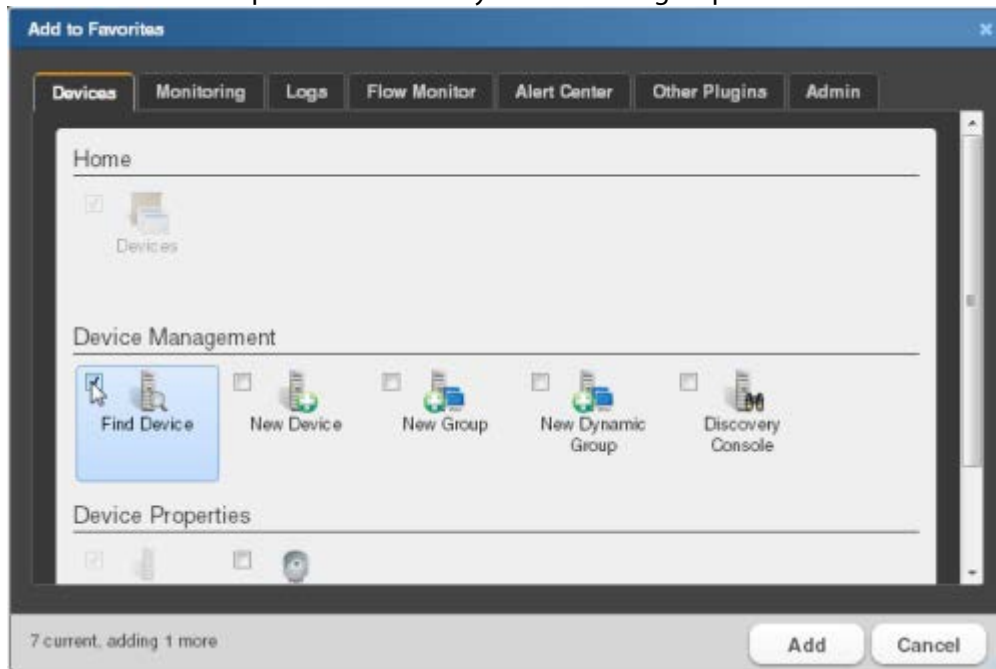 Add to Favorites
Devices Monitoring Logs Flow Monitor Alert Center Other Plugins Admin
Home
Devices
Device Management
Find Device New Device New Group New Dynamic Group Discovery Console
Device Properties
7 current, adding 1 more
Add Cancel